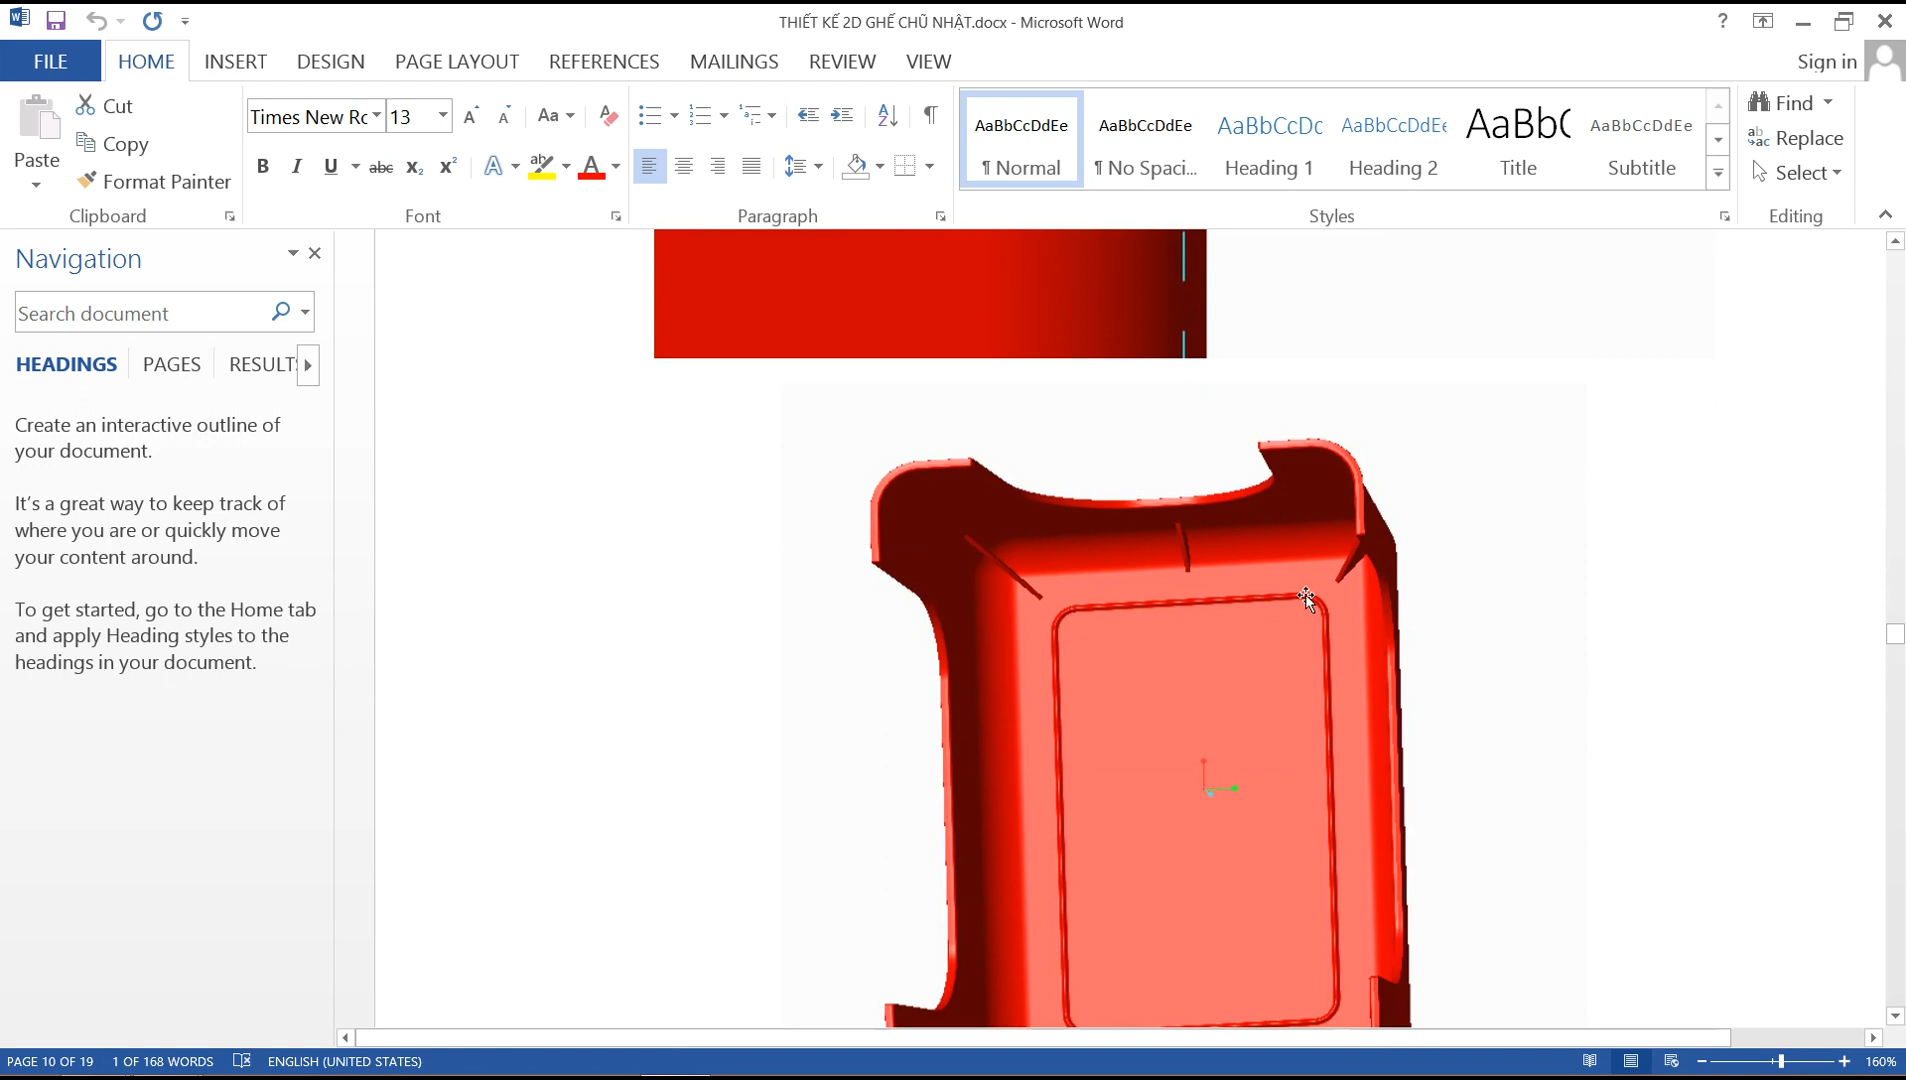 THIẾT KẾ 2D GHẾ CHỮ NHẬT.docx - Microsoft Word
?
FILE HOME INSERT DESIGN PAGE LAYOUT REFERENCES MAILINGS REVIEW VIEW
Sign in
Paste
Cut
Copy
Format Painter
Clipboard
Times New Rc 13
Aa
B I U abc X₂ X²
A A
Font
Paragraph
AaBbCcDdEe AaBbCcDdEe AaBbCcDc AaBbCcDdEe AaBbC AaBbCcDdEe
¶ Normal ¶ No Spaci... Heading 1 Heading 2 Title Subtitle
Styles
Find
Replace
Select
Editing
Navigation
Search document
HEADINGS PAGES RESULTS
Create an interactive outline of
your document.
It's a great way to keep track of
where you are or quickly move
your content around.
To get started, go to the Home tab
and apply Heading styles to the
headings in your document.
PAGE 10 OF 19 1 OF 168 WORDS ENGLISH (UNITED STATES)
160%